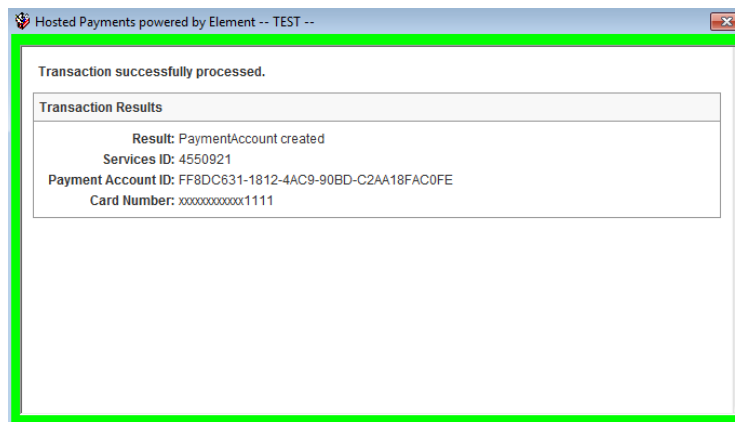 Hosted Payments powered by Element -- TEST --
Transaction successfully processed.
Transaction Results
Result: PaymentAccount created
Services ID: 4550921
Payment Account ID: FF8DC631-1812-4AC9-90BD-C2AA18FAC0FE
Card Number: xxxxxxxxxxxx1111